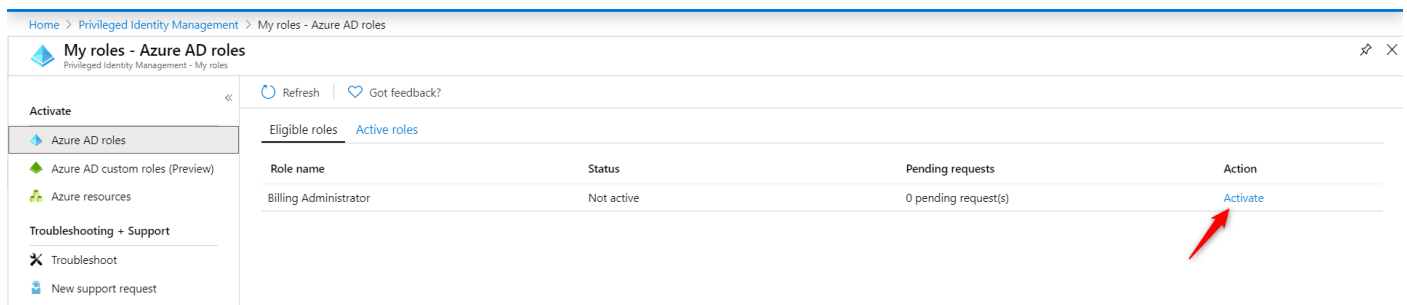 Home > Privileged Identity Management > My roles - Azure AD roles
My roles - Azure AD roles
Privileged Identity Management - My roles
«
Activate
Azure AD roles
Azure AD custom roles (Preview)
Azure resources
Troubleshooting + Support
Troubleshoot
New support request
Refresh
Got feedback?
Eligible roles Active roles
Role name Status Pending requests Action
Billing Administrator Not active 0 pending request(s) Activate